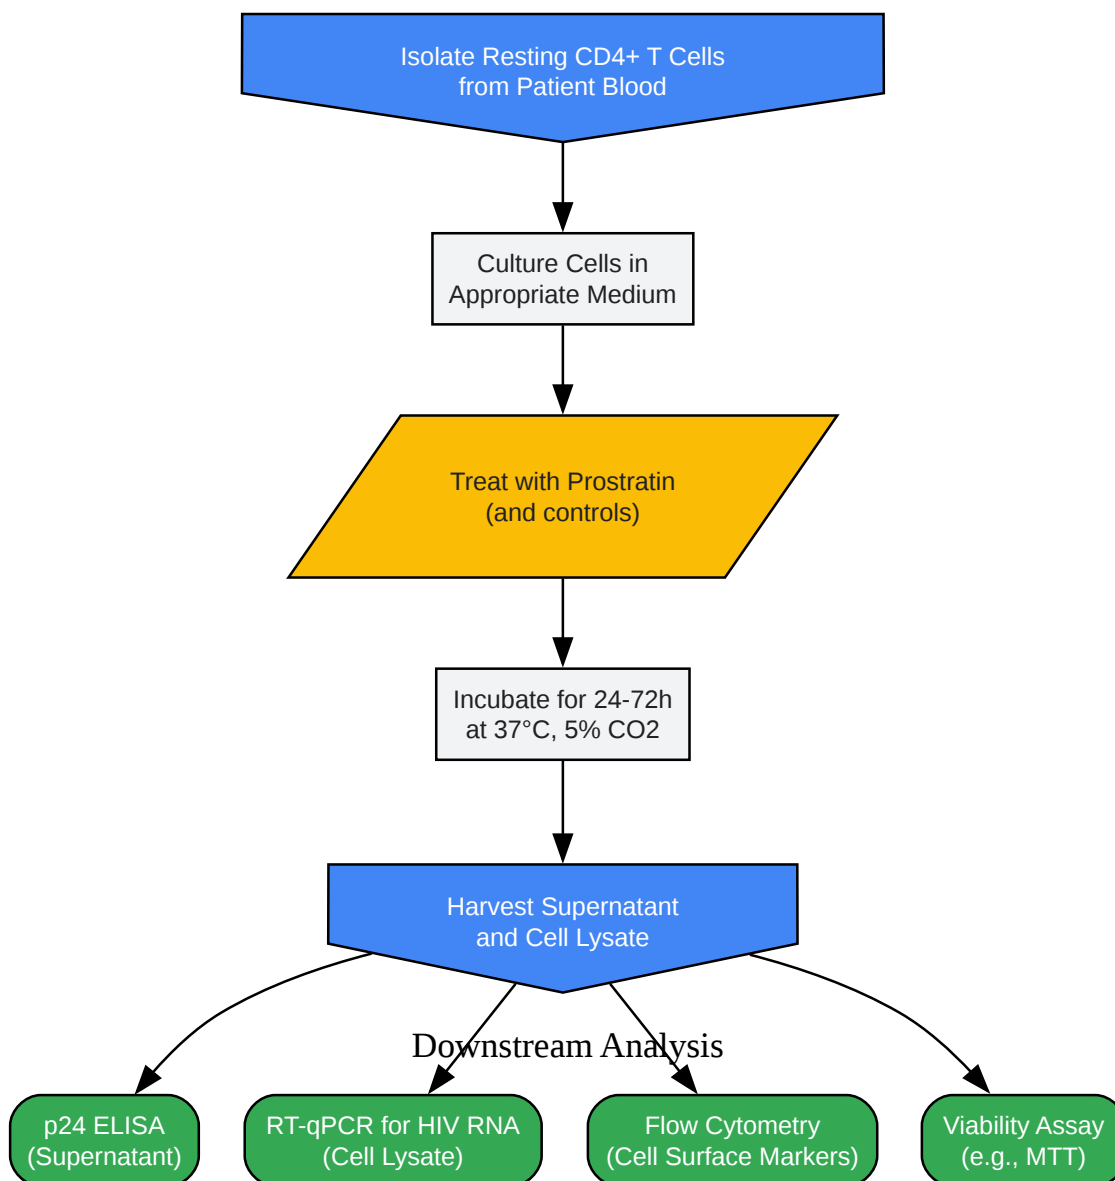 Isolate Resting CD4+ T Cells
from Patient Blood
Culture Cells in
Appropriate Medium
Treat with Prostratin
(and controls)
Incubate for 24-72h
at 37°C, 5% CO2
Harvest Supernatant
and Cell Lysate
Downstream Analysis
p24 ELISA
(Supernatant)
RT-qPCR for HIV RNA
(Cell Lysate)
Flow Cytometry
(Cell Surface Markers)
Viability Assay
(e.g., MTT)